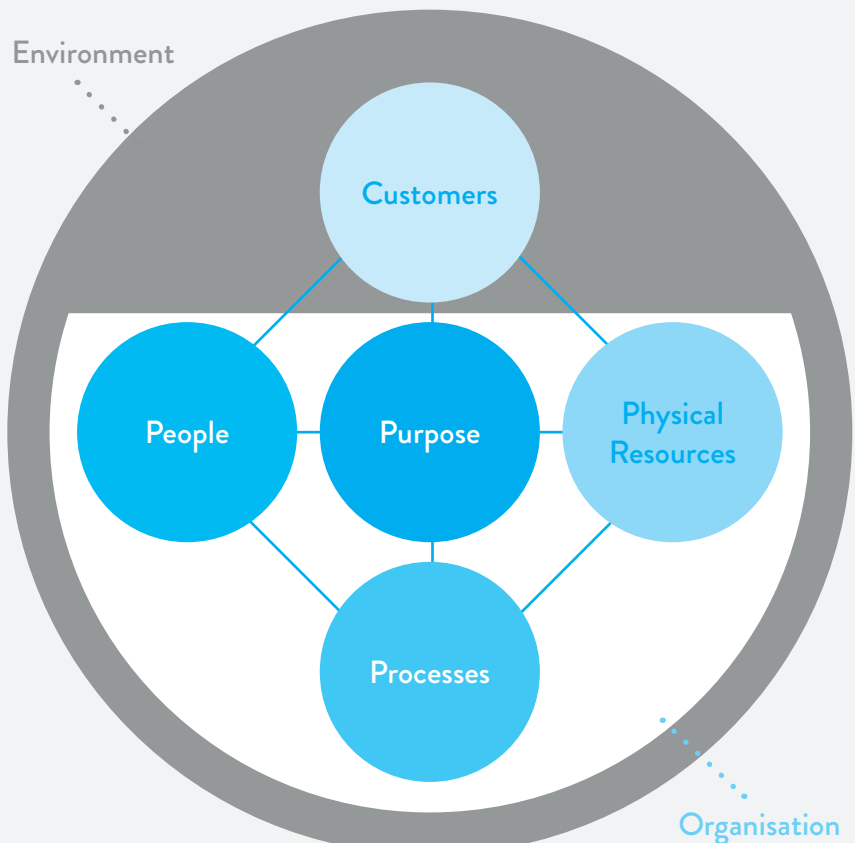 Environment
Customers
People
Purpose
Physical
Resources
Processes
Organisation